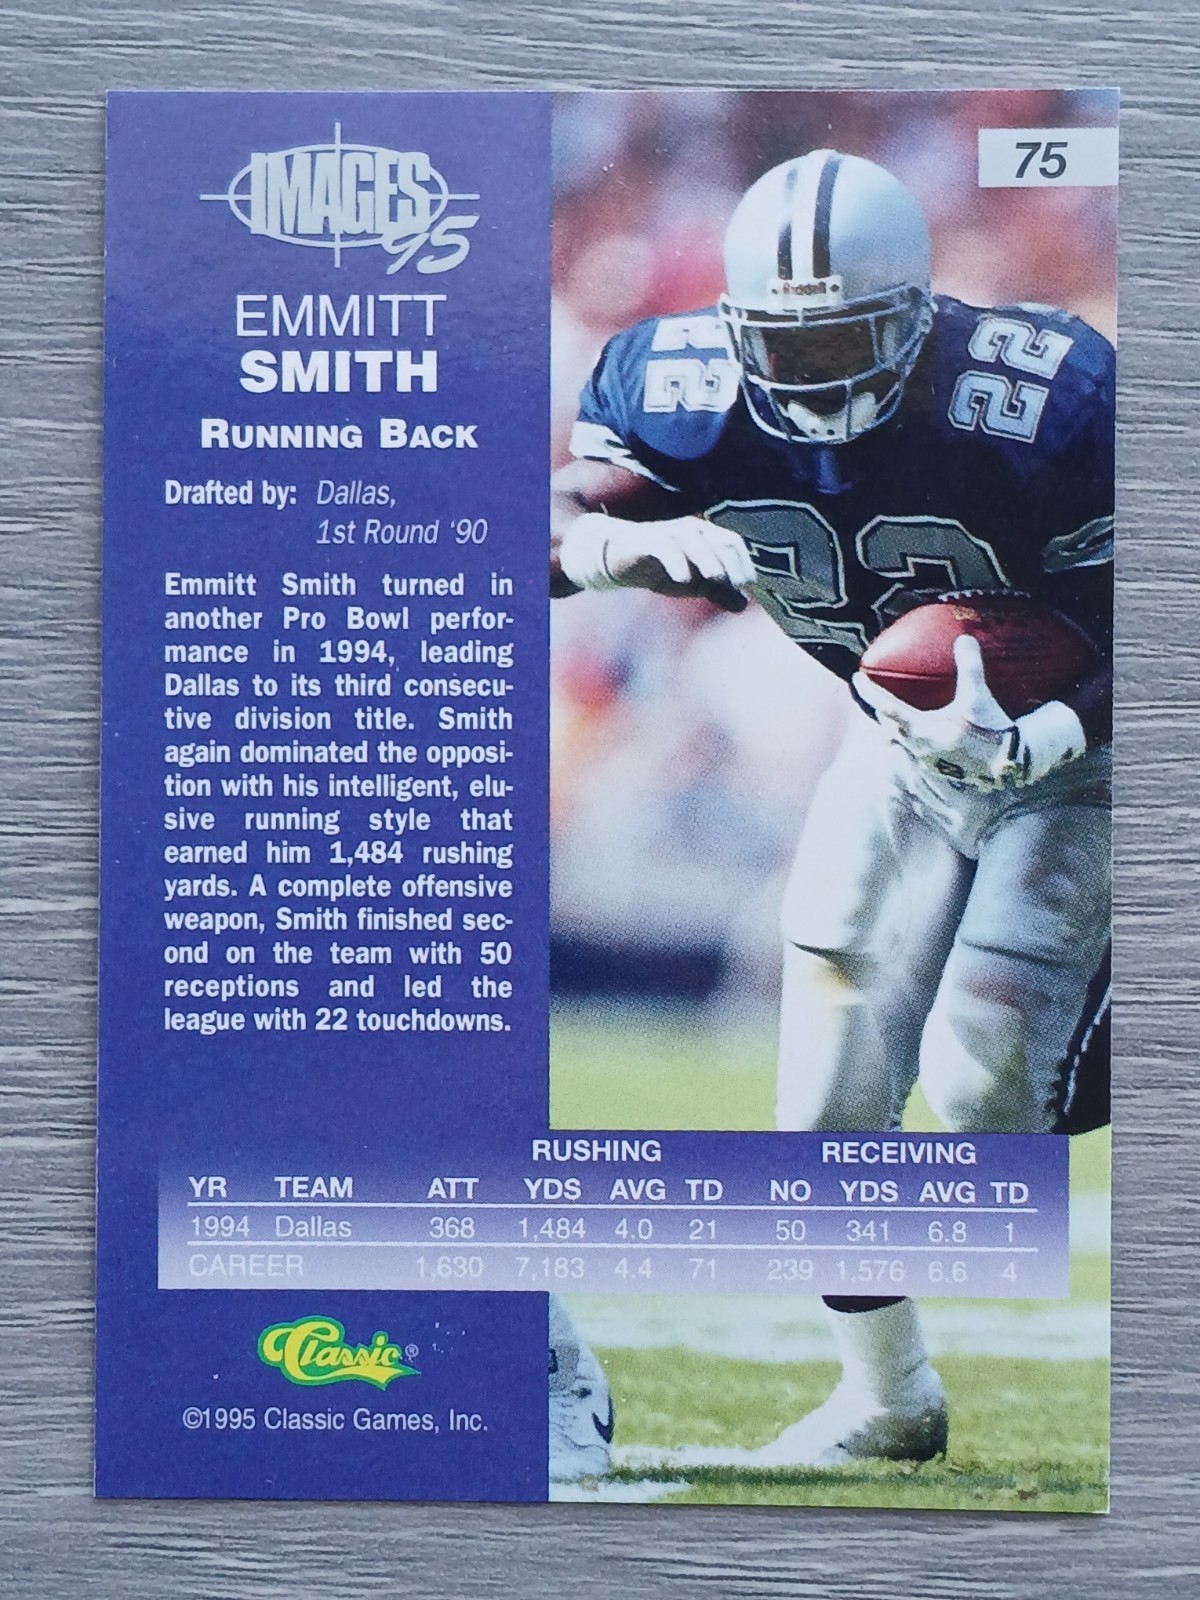 IMAGES
95
75
EMMITT
SMITH
RUNNING BACK
Drafted by: Dallas,
1st Round ‘90
Emmitt Smith turned in
another Pro Bowl perfor-
mance in 1994, leading
Dallas to its third consecu-
tive division title. Smith
again dominated the opposi-
tion with his intelligent, elu-
sive running style that
earned him 1,484 rushing
yards. A complete offensive
weapon, Smith finished sec-
ond on the team with 50
receptions and led the
league with 22 touchdowns.
Riddell
22
22
22
RUSHING RECEIVING
YR TEAM ATT YDS AVG TD NO YDS AVG TD
1994 Dallas 368 1,484 4.0 21 50 341 6.8 1
CAREER 1,630 7,183 4.4 71 239 1,576 6.6 4
Classic®
©1995 Classic Games, Inc.